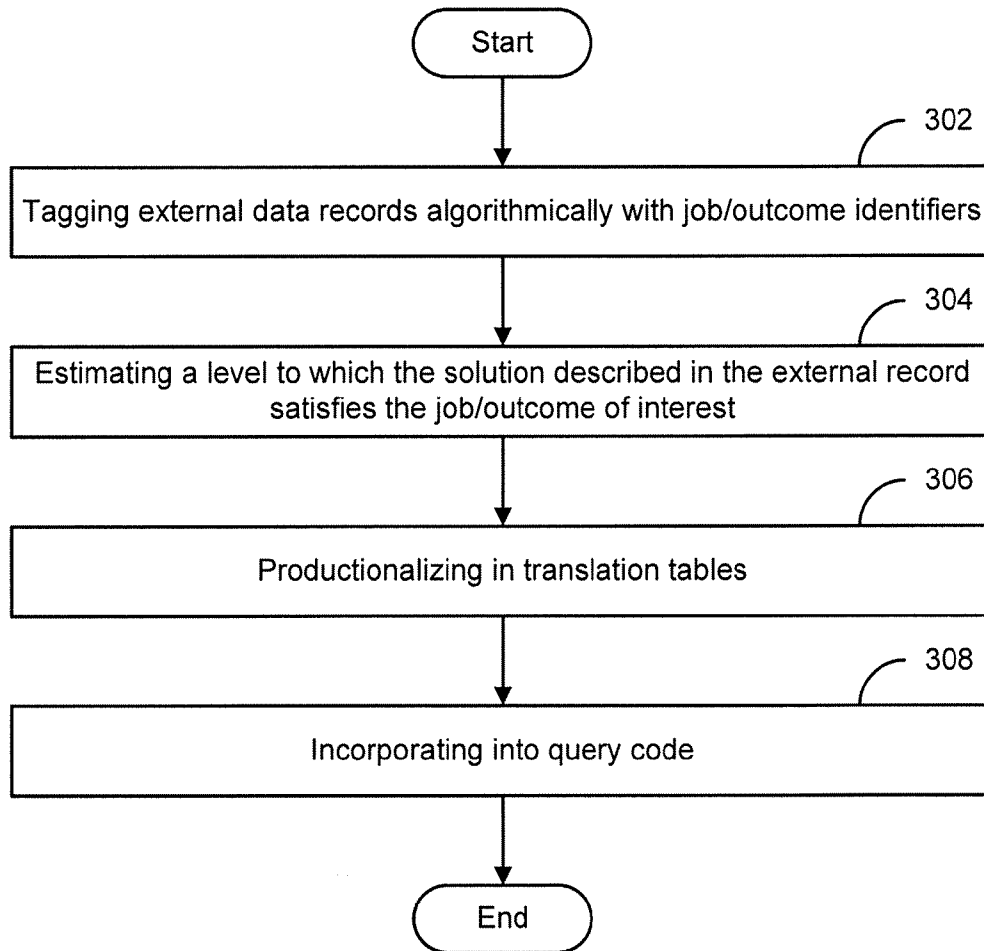 Start
302
Tagging external data records algorithmically with job/outcome identifiers
304
Estimating a level to which the solution described in the external record
satisfies the job/outcome of interest
306
Productionalizing in translation tables
308
Incorporating into query code
End